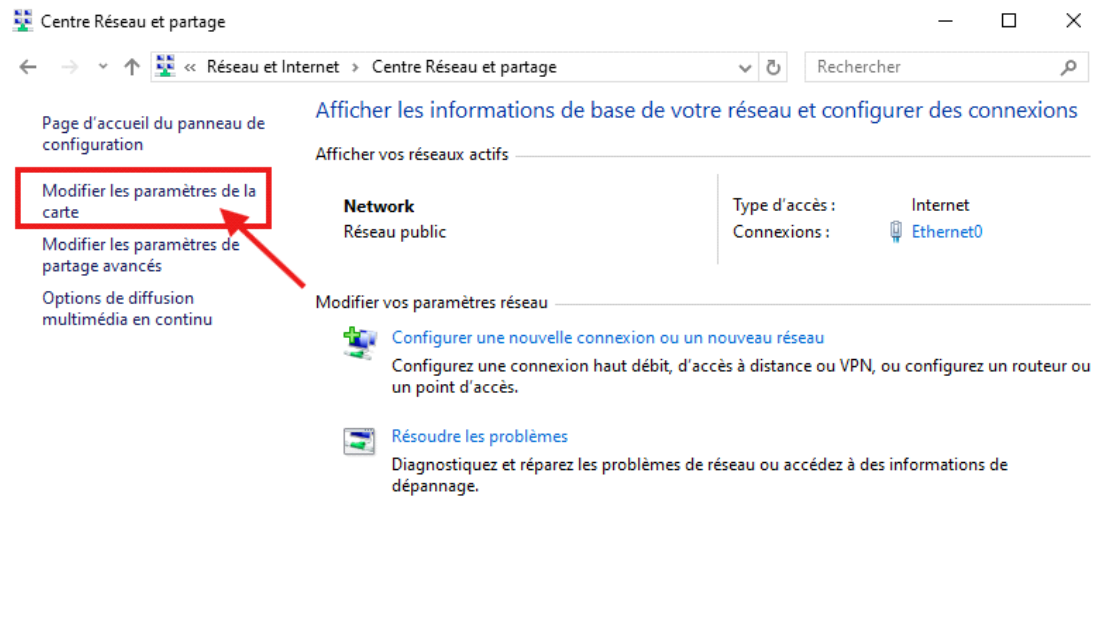 Centre Réseau et partage
« Réseau et Internet > Centre Réseau et partage
Rechercher
Page d'accueil du panneau de
configuration
Modifier les paramètres de la
carte
Modifier les paramètres de
partage avancés
Options de diffusion
multimédia en continu
Afficher les informations de base de votre réseau et configurer des connexions
Afficher vos réseaux actifs
Network
Réseau public
Type d'accès : Internet
Connexions : Ethernet0
Modifier vos paramètres réseau
Configurer une nouvelle connexion ou un nouveau réseau
Configurez une connexion haut débit, d'accès à distance ou VPN, ou configurez un routeur ou
un point d'accès.
Résoudre les problèmes
Diagnostiquez et réparez les problèmes de réseau ou accédez à des informations de
dépannage.